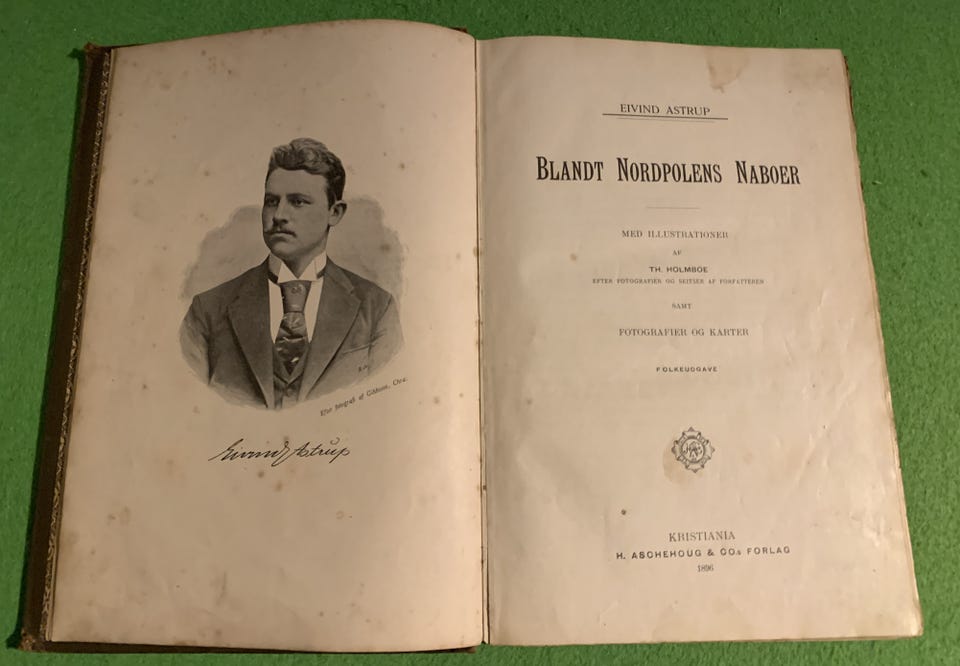 Efter fotografi af Gibbsson, Chra.
Eivind Astrup
EIVIND ASTRUP
BLANDT NORDPOLENS NABOER
MED ILLUSTRATIONER
AF
TH. HOLMBOE
EFTER FOTOGRAFIER OG SKITSER AF FORFATTEREN
SAMT
FOTOGRAFIER OG KARTER
FOLKEUDGAVE
KRISTIANIA
H. ASCHEHOUG & CO.s FORLAG
1896